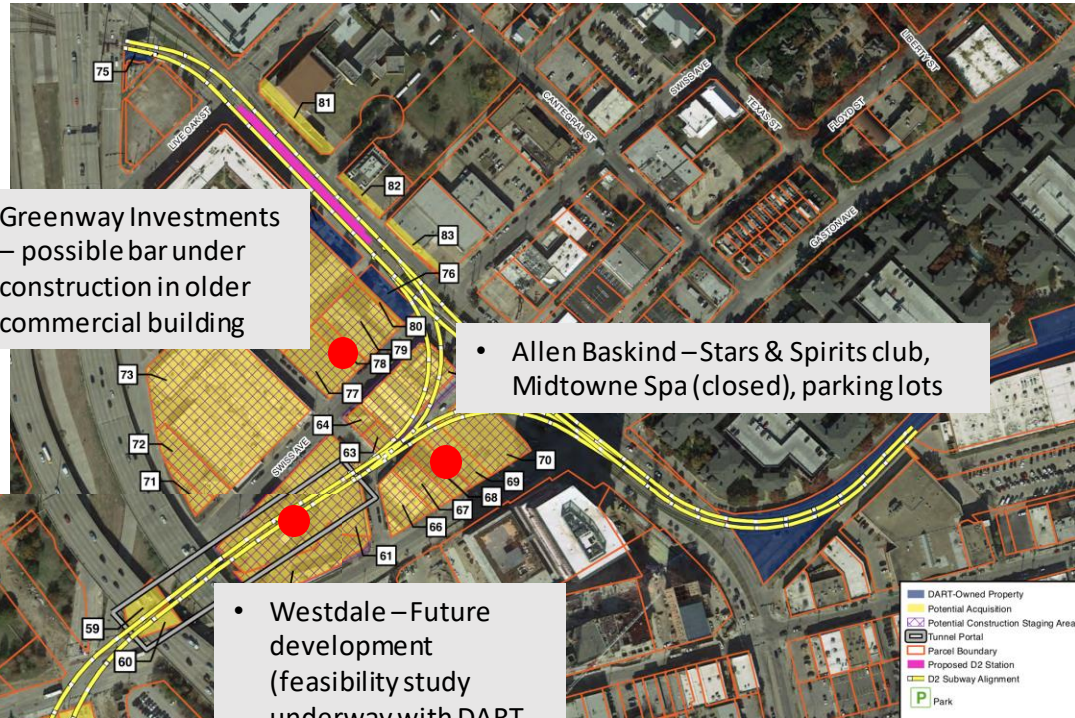 75
81
LIVE OAK ST
CANTEGRAL ST
SWISS AVE
TEXAS ST
LIBERTY ST
FLOYD ST
82
83
GASTON AVE
Greenway Investments
– possible bar under
construction in older
commercial building
76
80
79
78
77
• Allen Baskind – Stars & Spirits club,
Midtowne Spa (closed), parking lots
73
72
71
64
63
SWISS AVE
70
69
68
67
66
61
59
60
• Westdale – Future
development
(feasibility study
underway with DART
DART-Owned Property
Potential Acquisition
Potential Construction Staging Area
Tunnel Portal
Parcel Boundary
Proposed D2 Station
D2 Subway Alignment
P Park